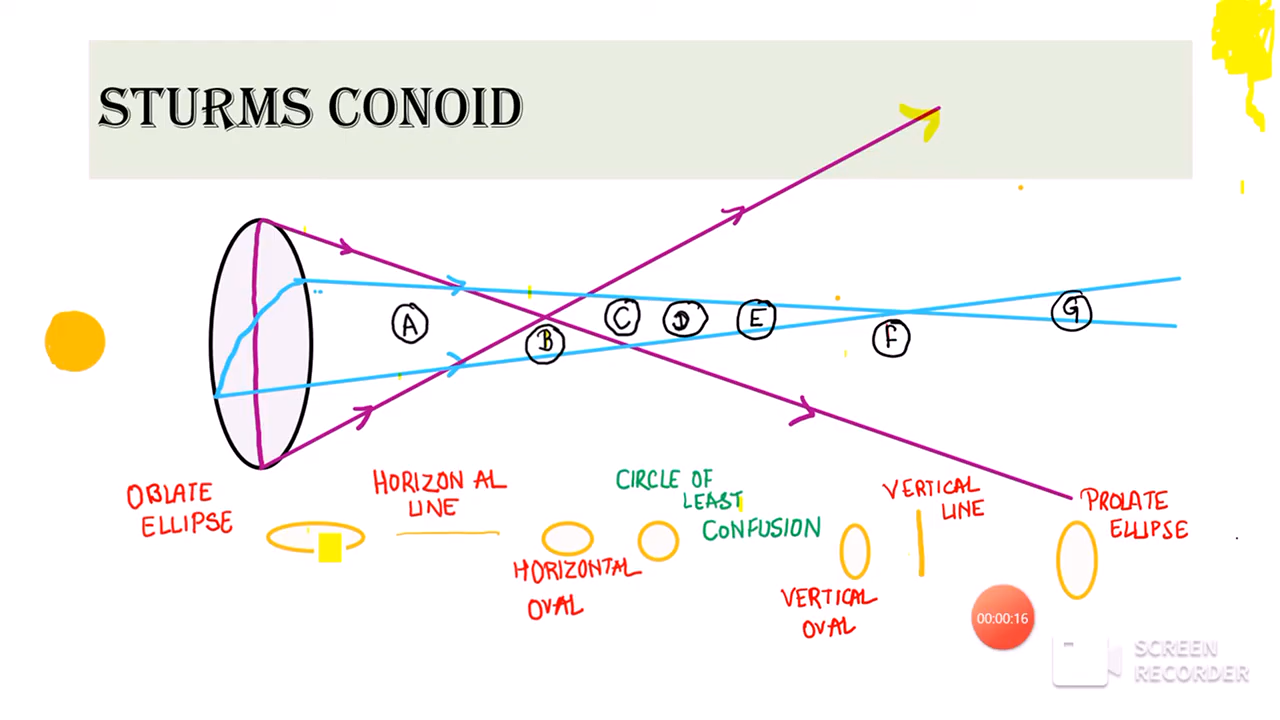 STURMS CONOID
A
B
C
D
E
F
G
OBLATE
ELLIPSE
HORIZON AL
LINE
HORIZONTAL
OVAL
CIRCLE OF
LEAST
CONFUSION
VERTICAL
OVAL
VERTICAL
LINE
PROLATE
ELLIPSE
00:00:16
SCREEN
RECORDER